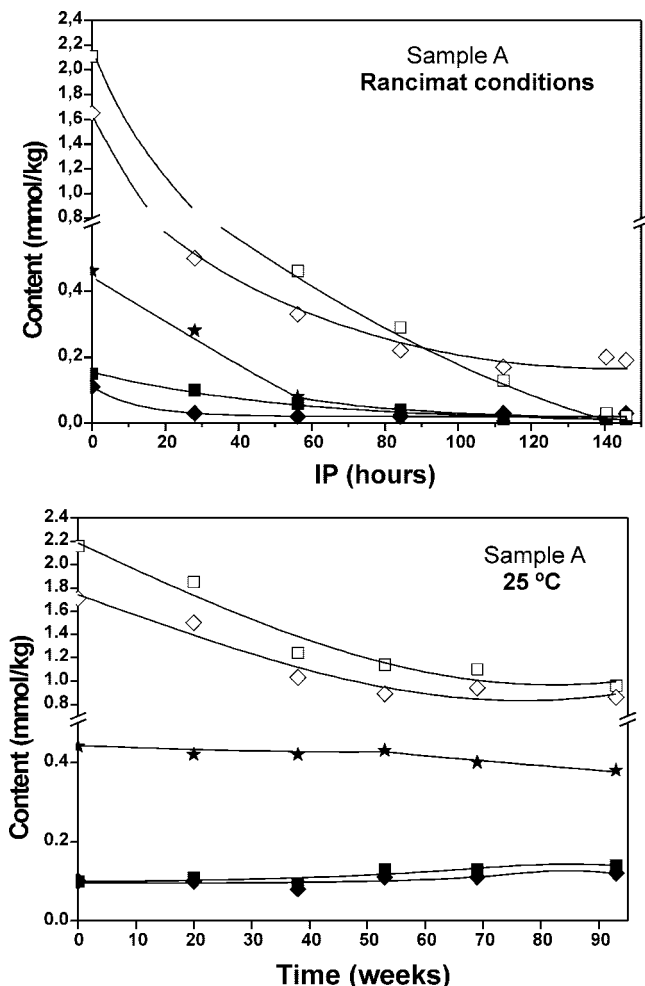 2,4
2,2
2,0
1,8
1,6
1,4
1,2
1,0
0,8
0,4
0,2
0,0
Content (mmol/kg)
Sample A
Rancimat conditions
0 20 40 60 80 100 120 140
IP (hours)
2.4
2.2
2.0
1.8
1.6
1.4
1.2
1.0
0.8
0.4
0.2
0.0
Content (mmol/kg)
Sample A
25 ºC
0 10 20 30 40 50 60 70 80 90
Time (weeks)